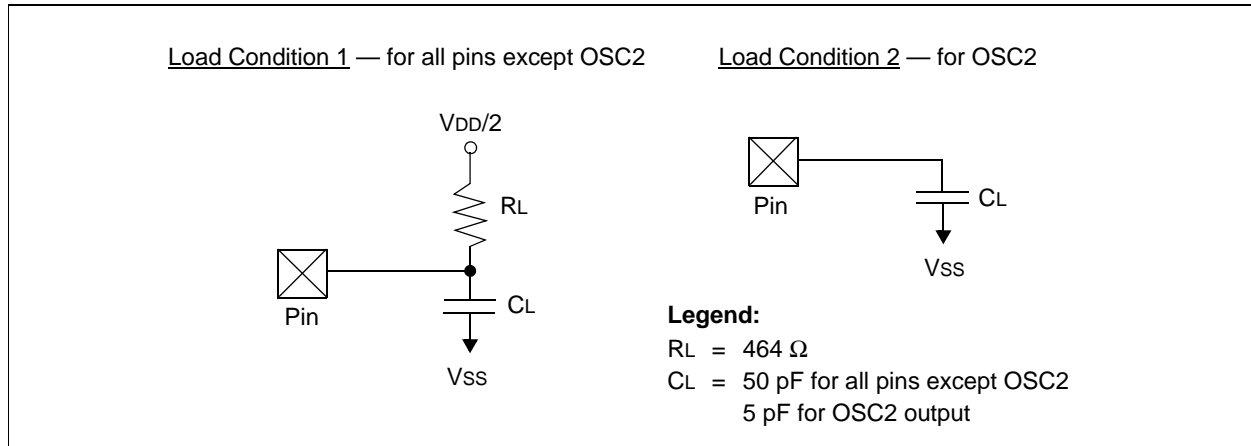 Load Condition 1 — for all pins except OSC2
Load Condition 2 — for OSC2
VDD/2
RL
Pin
CL
VSS
Pin
CL
VSS
Legend:
RL = 464 Ω
CL = 50 pF for all pins except OSC2
5 pF for OSC2 output